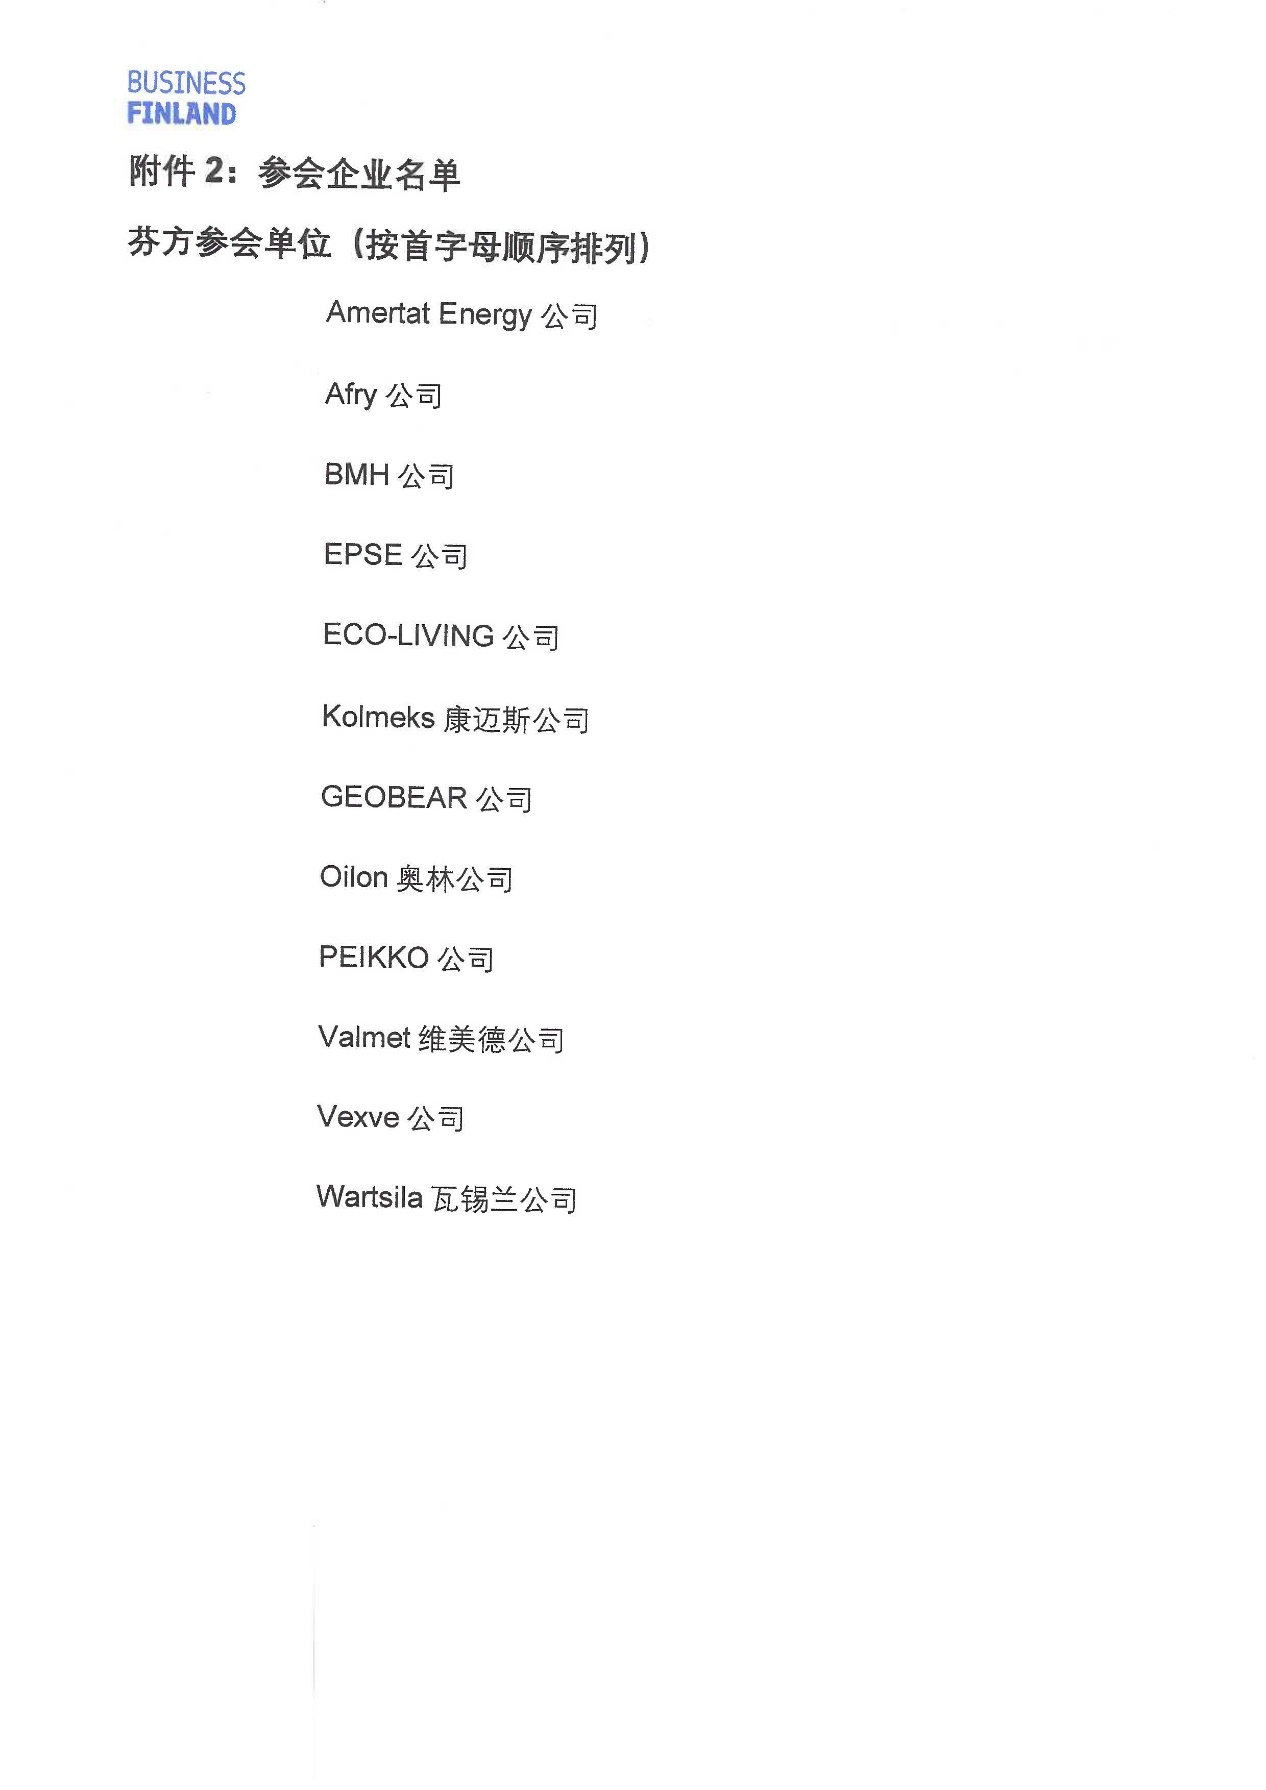 BUSINESS
FINLAND
附件 2：参会企业名单
芬方参会单位（按首字母顺序排列）
Amertat Energy 公司
Afry 公司
BMH 公司
EPSE 公司
ECO-LIVING 公司
Kolmeks 康迈斯公司
GEOBEAR 公司
Oilon 奥林公司
PEIKKO 公司
Valmet 维美德公司
Vexve 公司
Wartsila 瓦锡兰公司